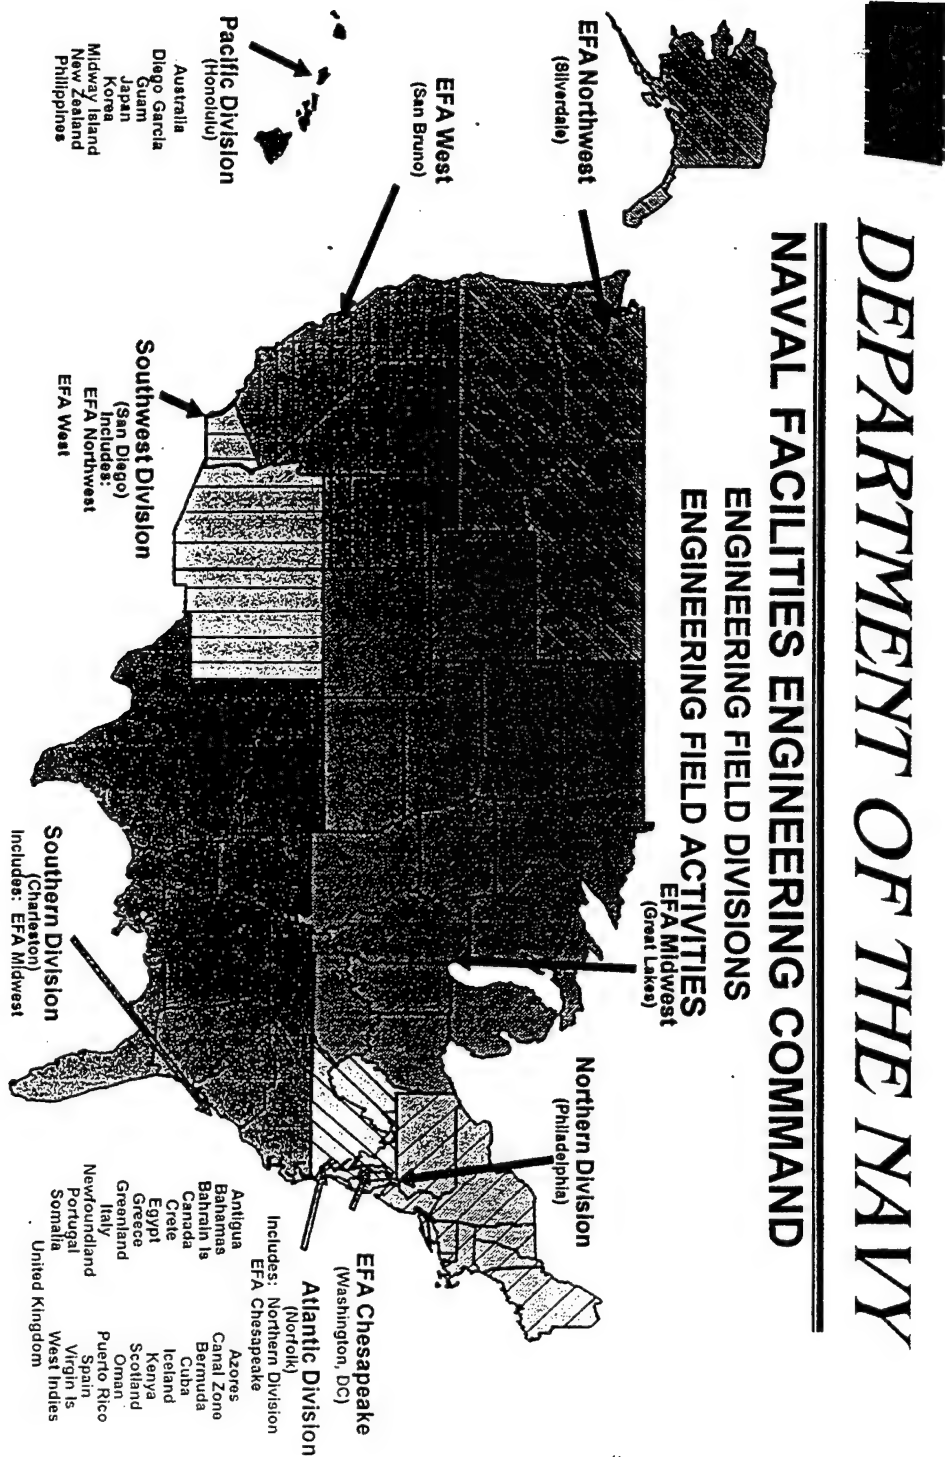 DEPARTMENT OF THE NAVY
NAVAL FACILITIES ENGINEERING COMMAND
ENGINEERING FIELD DIVISIONS
ENGINEERING FIELD ACTIVITIES
EFA Northwest
(Silverdale)
EFA West
(San Bruno)
Pacific Division
(Honolulu)
Australia
Diego Garcia
Guam
Japan
Korea
Midway Island
New Zealand
Philippines
Southwest Division
(San Diego)
Includes:
EFA Northwest
EFA West
EFA Midwest
(Great Lakes)
Northern Division
(Philadelphia)
EFA Chesapeake
(Washington, DC)
Atlantic Division
(Norfolk)
Includes: Northern Division
EFA Chesapeake
Antigua Azores
Bahamas Canal Zone
Bahrain Is Bermuda
Canada Cuba
Crete Iceland
Egypt Kenya
Greece Scotland
Greenland Oman
Italy Puerto Rico
Newfoundland Spain
Portugal Virgin Is
Somalia West Indies
United Kingdom
Southern Division
(Charleston)
Includes: EFA Midwest